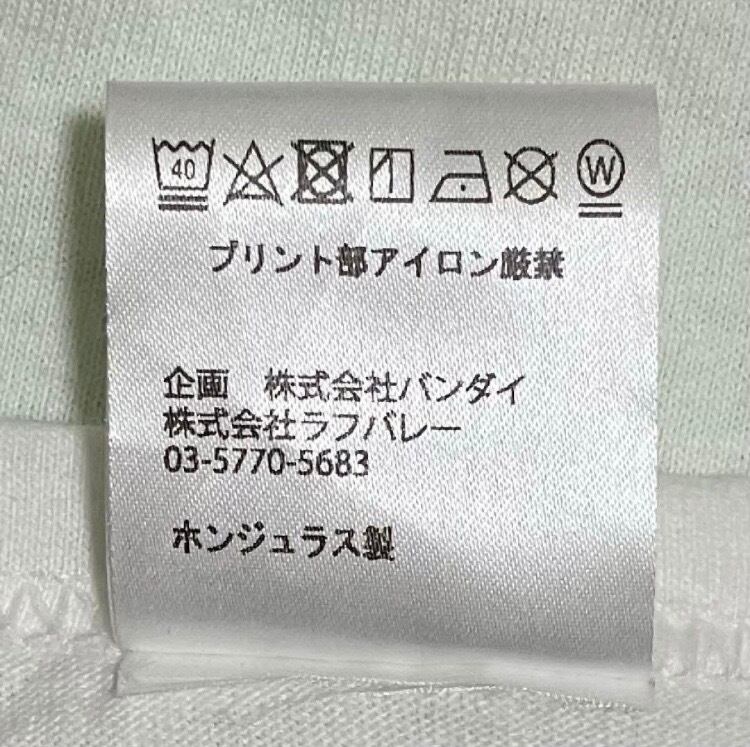 40 W
プリント部アイロン厳禁
企画　株式会社バンダイ
株式会社ラフバレー
03-5770-5683
ホンジュラス製